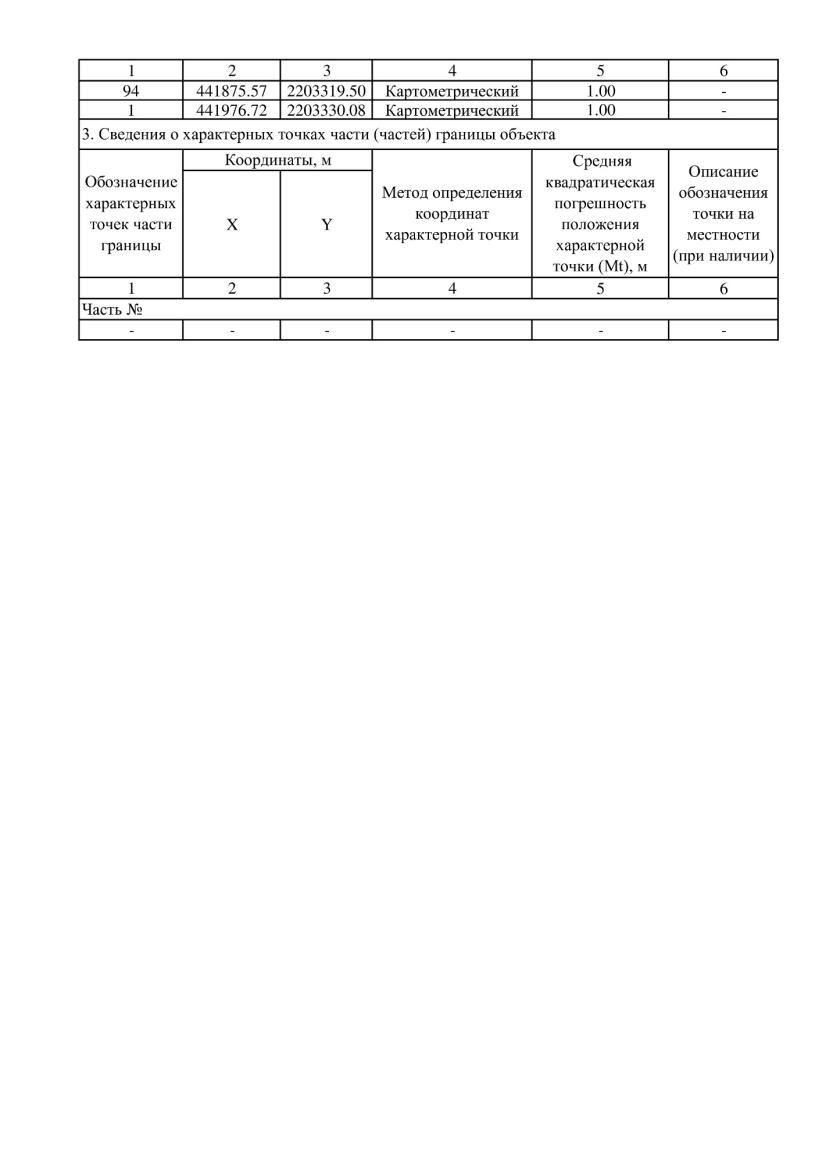 1 2 3 4 5 6
94 441875.57 2203319.50 Картометрический 1.00 -
1 441976.72 2203330.08 Картометрический 1.00 -
3. Сведения о характерных точках части (частей) границы объекта
Обозначение
характерных
точек части
границы
Координаты, м
X Y
Метод определения
координат
характерной точки
Средняя
квадратическая
погрешность
положения
характерной
точки (Mt), м
Описание
обозначения
точки на
местности
(при наличии)
1 2 3 4 5 6
Часть №
- - - - - -